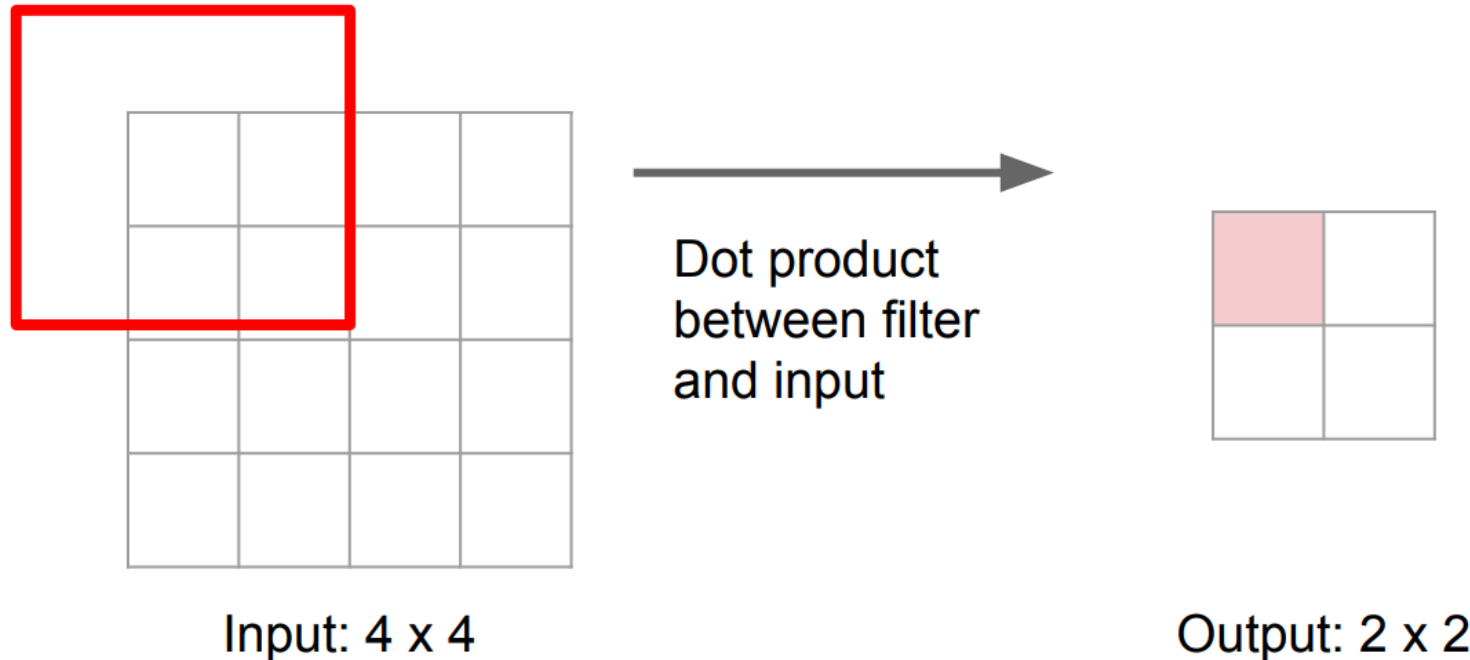 Dot product
between filter
and input
Input: 4 x 4
Output: 2 x 2